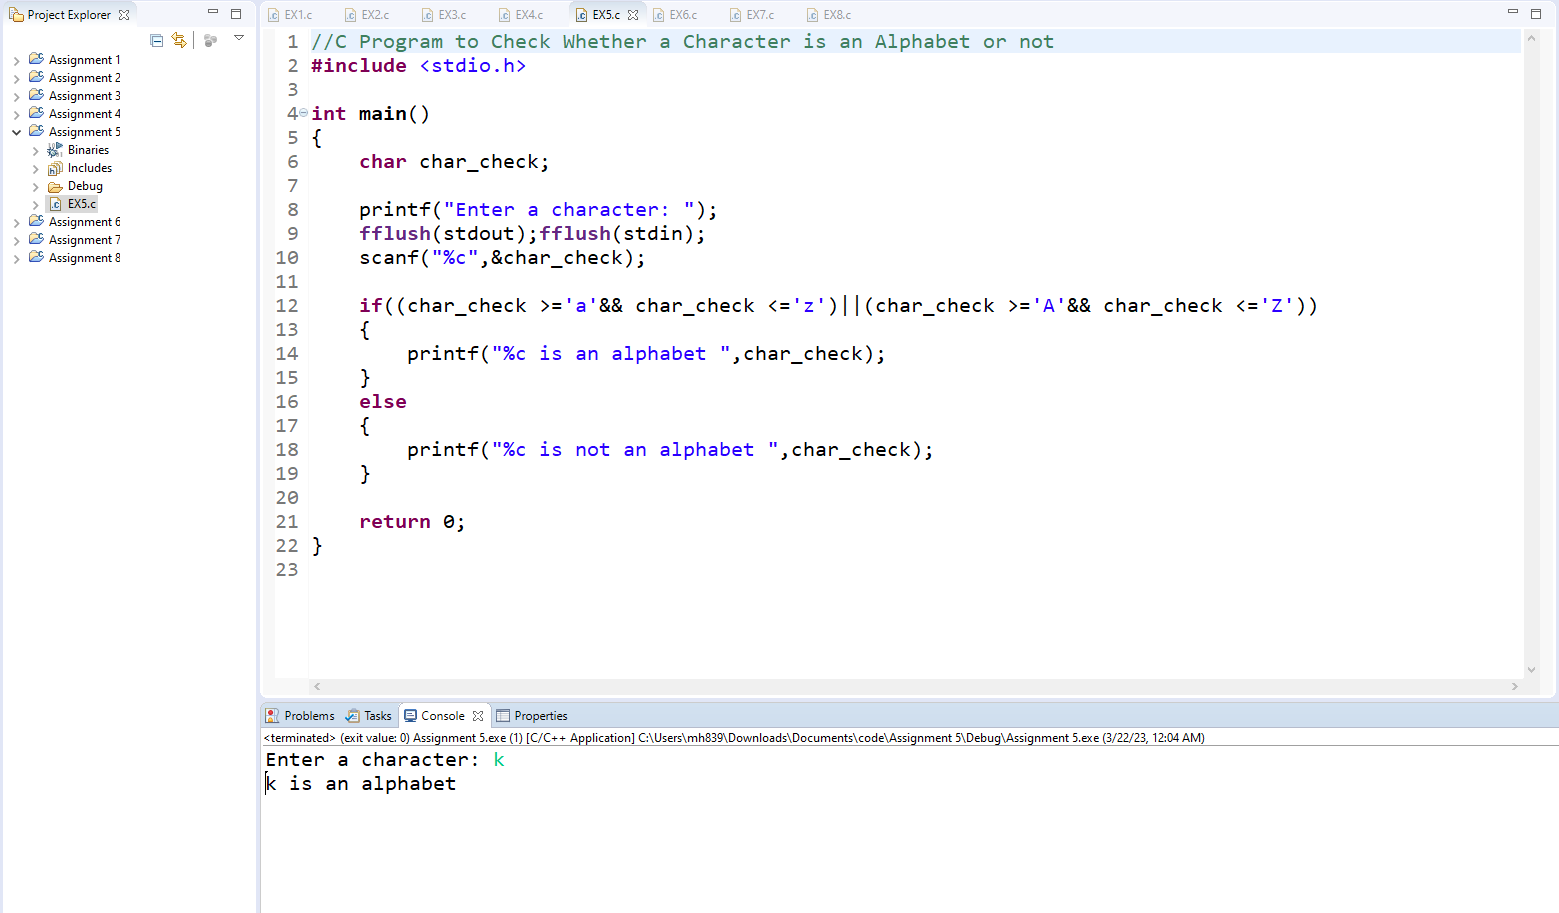 Project Explorer
Assignment 1
Assignment 2
Assignment 3
Assignment 4
Assignment 5
Binaries
Includes
Debug
EX5.c
Assignment 6
Assignment 7
Assignment 8
EX1.c EX2.c EX3.c EX4.c EX5.c EX6.c EX7.c EX8.c
1 //C Program to Check Whether a Character is an Alphabet or not
2 #include <stdio.h>
3
4 int main()
5 {
6     char char_check;
7
8     printf("Enter a character: ");
9     fflush(stdout);fflush(stdin);
10     scanf("%c",&char_check);
11
12     if((char_check >='a'&& char_check <='z')||(char_check >='A'&& char_check <='Z'))
13     {
14         printf("%c is an alphabet ",char_check);
15     }
16     else
17     {
18         printf("%c is not an alphabet ",char_check);
19     }
20
21     return 0;
22 }
23
Problems Tasks Console Properties
<terminated> (exit value: 0) Assignment 5.exe (1) [C/C++ Application] C:\Users\mh839\Downloads\Documents\code\Assignment 5\Debug\Assignment 5.exe (3/22/23, 12:04 AM)
Enter a character: k
k is an alphabet